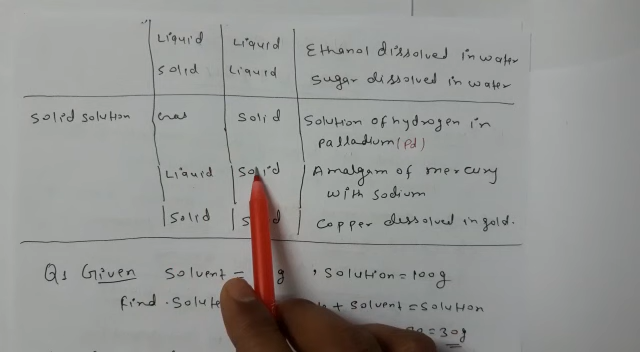 Liquid Liquid Ethanol dissolved in water
Solid Liquid Sugar dissolved in water
Solid solution Gas Solid Solution of hydrogen in
palladium (Pd)
Liquid Solid Amalgam of mercury
with sodium
Solid Solid Copper dissolved in gold.
Q: Given Solvent = g, Solution = 100g
Find. Solute + Solvent = Solution
= 30g